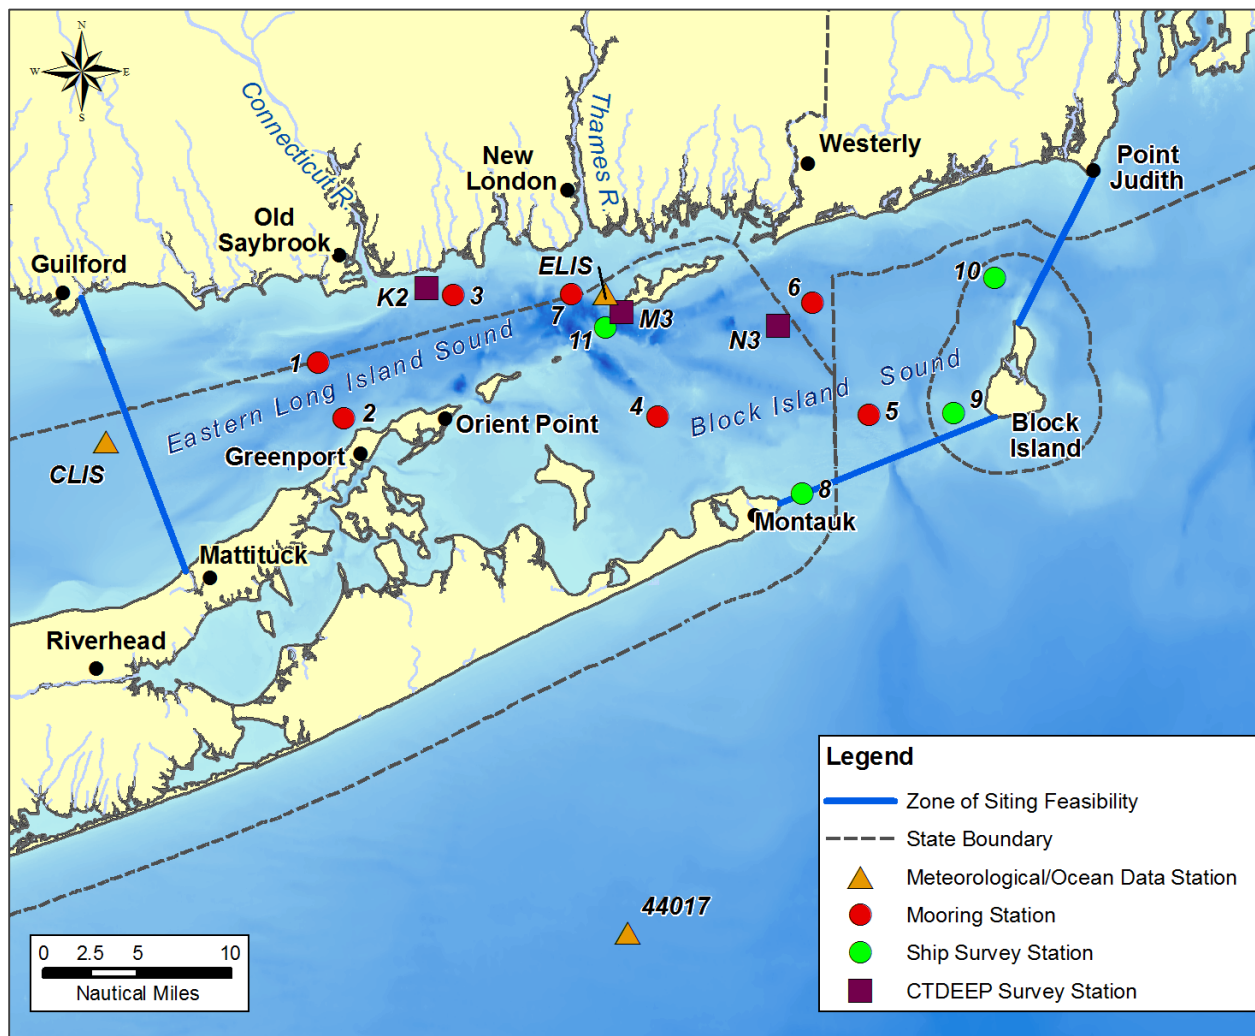 N
W
E
S
Connecticut R.
Thames R.
New
London
Westerly
Point
Judith
Old
Saybrook
Guilford
ELIS
10
K2
3
7
M3
6
11
N3
1
Eastern Long Island Sound
2
Orient Point
4
Block Island Sound
5
9
Block
Island
CLIS
Greenport
8
Montauk
Mattituck
Riverhead
44017
0 2.5 5 10
Nautical Miles
Legend
Zone of Siting Feasibility
State Boundary
Meteorological/Ocean Data Station
Mooring Station
Ship Survey Station
CTDEEP Survey Station